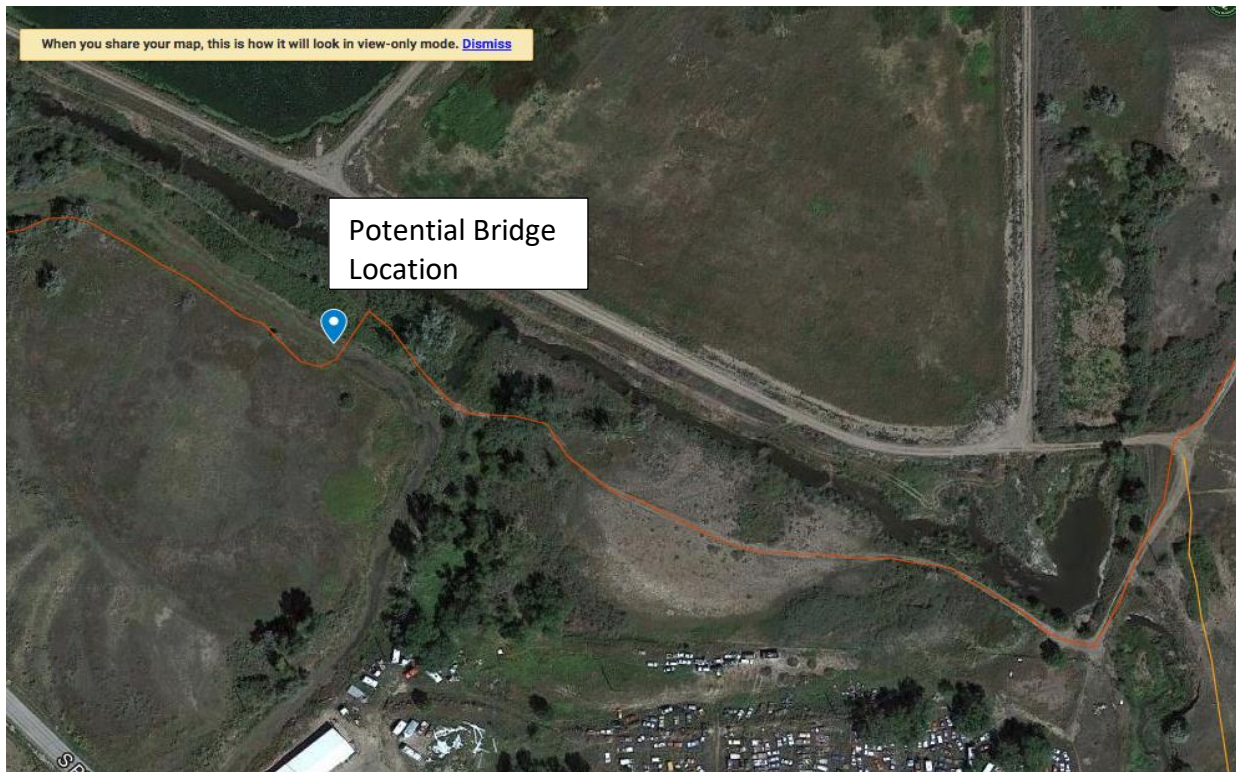 When you share your map, this is how it will look in view-only mode. Dismiss
Potential Bridge
Location